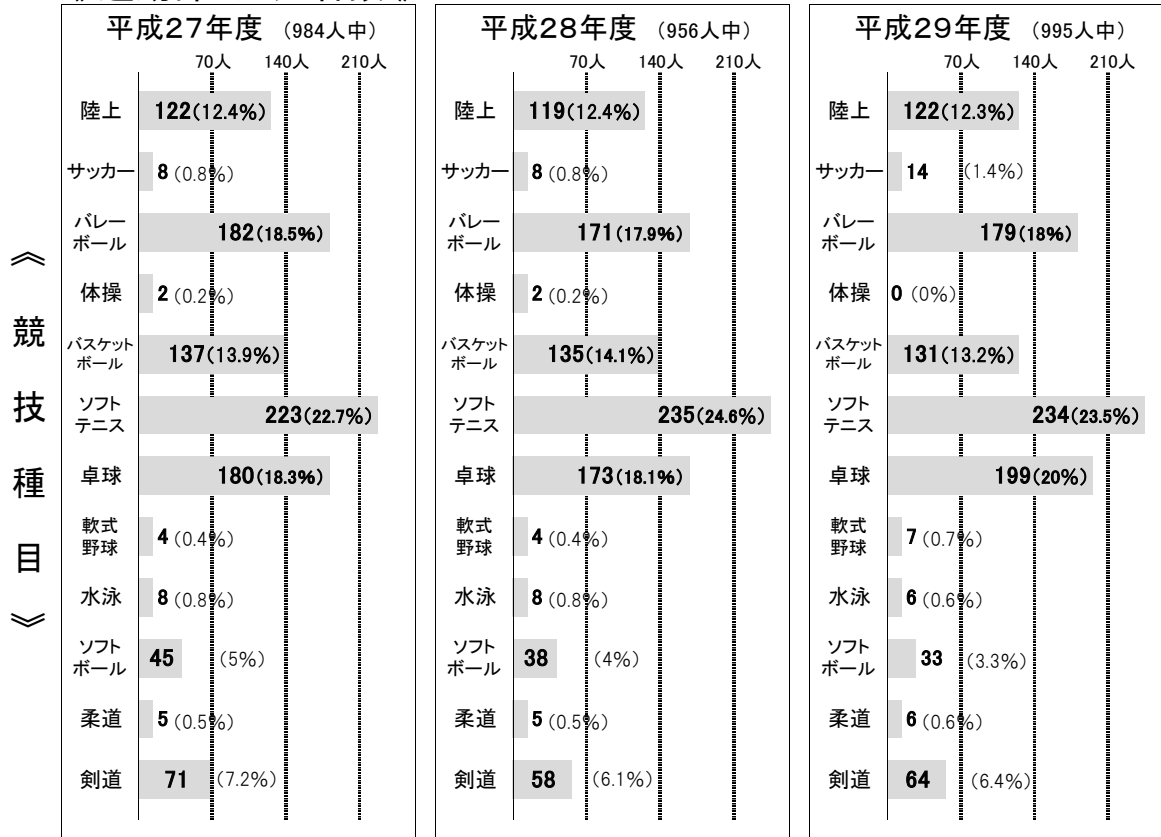 《競技種目》
平成27年度 （984人中）
70人 140人 210人
陸上 122(12.4%)
サッカー 8 (0.8%)
バレー
ボール 182(18.5%)
体操 2 (0.2%)
バスケット
ボール 137(13.9%)
ソフト
テニス 223(22.7%)
卓球 180(18.3%)
軟式
野球 4 (0.4%)
水泳 8 (0.8%)
ソフト
ボール 45 (5%)
柔道 5 (0.5%)
剣道 71 (7.2%)
平成28年度 （956人中）
70人 140人 210人
陸上 119(12.4%)
サッカー 8 (0.8%)
バレー
ボール 171(17.9%)
体操 2 (0.2%)
バスケット
ボール 135(14.1%)
ソフト
テニス 235(24.6%)
卓球 173(18.1%)
軟式
野球 4 (0.4%)
水泳 8 (0.8%)
ソフト
ボール 38 (4%)
柔道 5 (0.5%)
剣道 58 (6.1%)
平成29年度 （995人中）
70人 140人 210人
陸上 122(12.3%)
サッカー 14 (1.4%)
バレー
ボール 179(18%)
体操 0 (0%)
バスケット
ボール 131(13.2%)
ソフト
テニス 234(23.5%)
卓球 199(20%)
軟式
野球 7 (0.7%)
水泳 6 (0.6%)
ソフト
ボール 33 (3.3%)
柔道 6 (0.6%)
剣道 64 (6.4%)